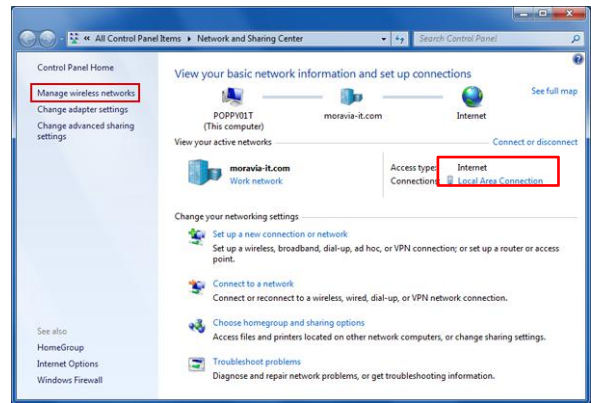 « All Control Panel Items ▸ Network and Sharing Center
Search Control Panel
Control Panel Home
Manage wireless networks
Change adapter settings
Change advanced sharing
settings
See also
HomeGroup
Internet Options
Windows Firewall
View your basic network information and set up connections
See full map
POPPY01T
(This computer)
moravia-it.com
Internet
View your active networks
Connect or disconnect
moravia-it.com
Work network
Access type: Internet
Connections: Local Area Connection
Change your networking settings
Set up a new connection or network
Set up a wireless, broadband, dial-up, ad hoc, or VPN connection; or set up a router or access
point.
Connect to a network
Connect or reconnect to a wireless, wired, dial-up, or VPN network connection.
Choose homegroup and sharing options
Access files and printers located on other network computers, or change sharing settings.
Troubleshoot problems
Diagnose and repair network problems, or get troubleshooting information.